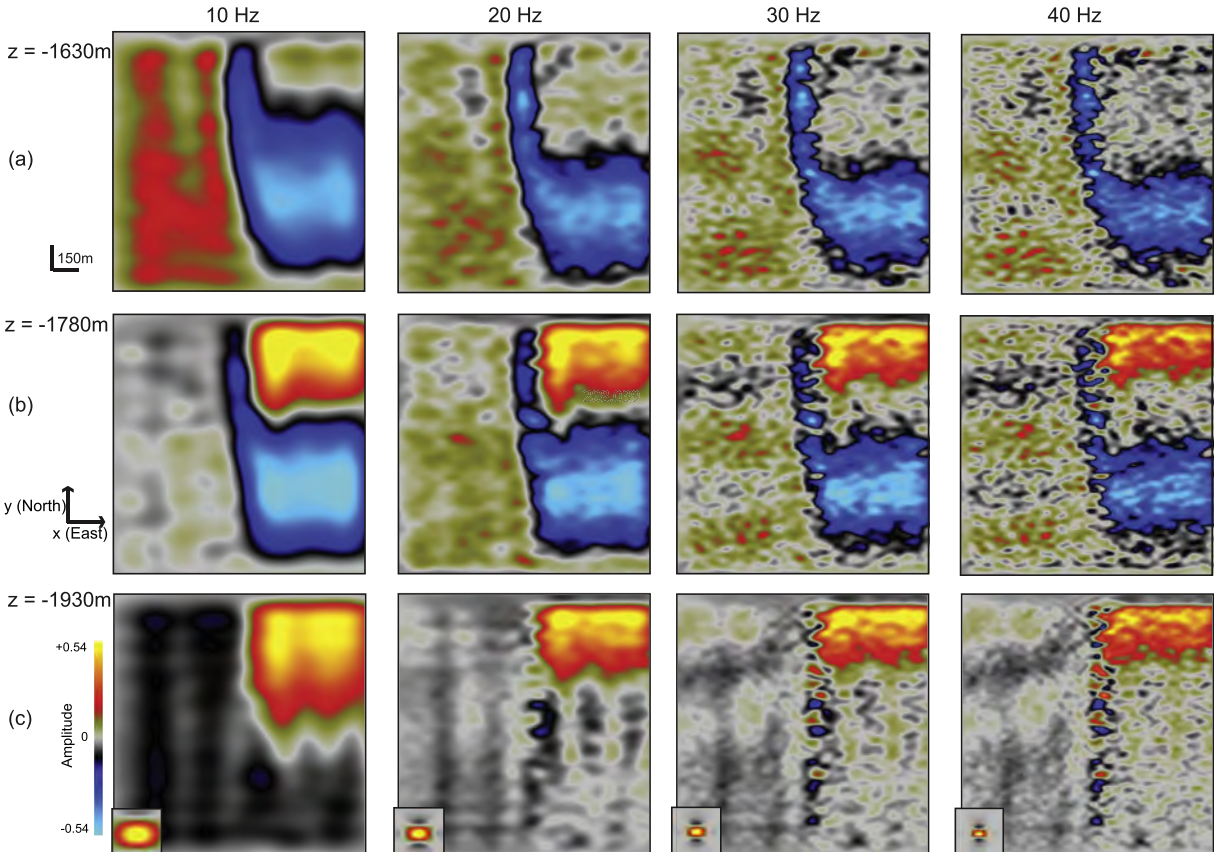 10 Hz 20 Hz 30 Hz 40 Hz
z = -1630m
(a)
150m
z = -1780m
(b)
y (North)
x (East)
z = -1930m
+0.54
(c)
Amplitude
0
-0.54